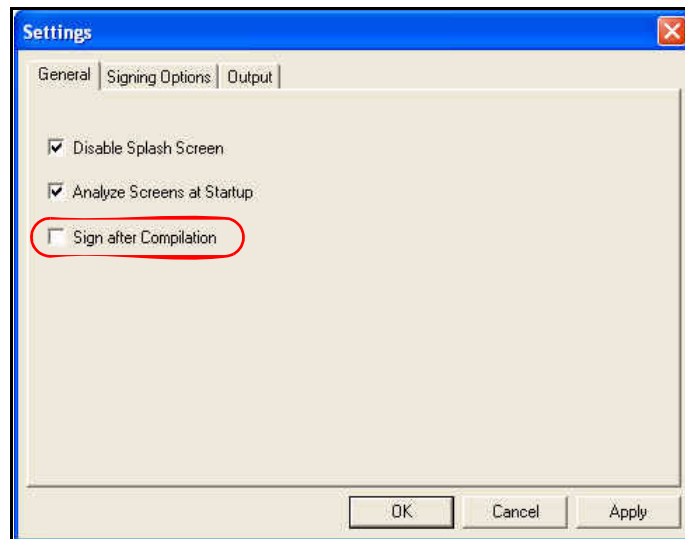 Settings
General Signing Options Output
Disable Splash Screen
Analyze Screens at Startup
Sign after Compilation
OK Cancel Apply